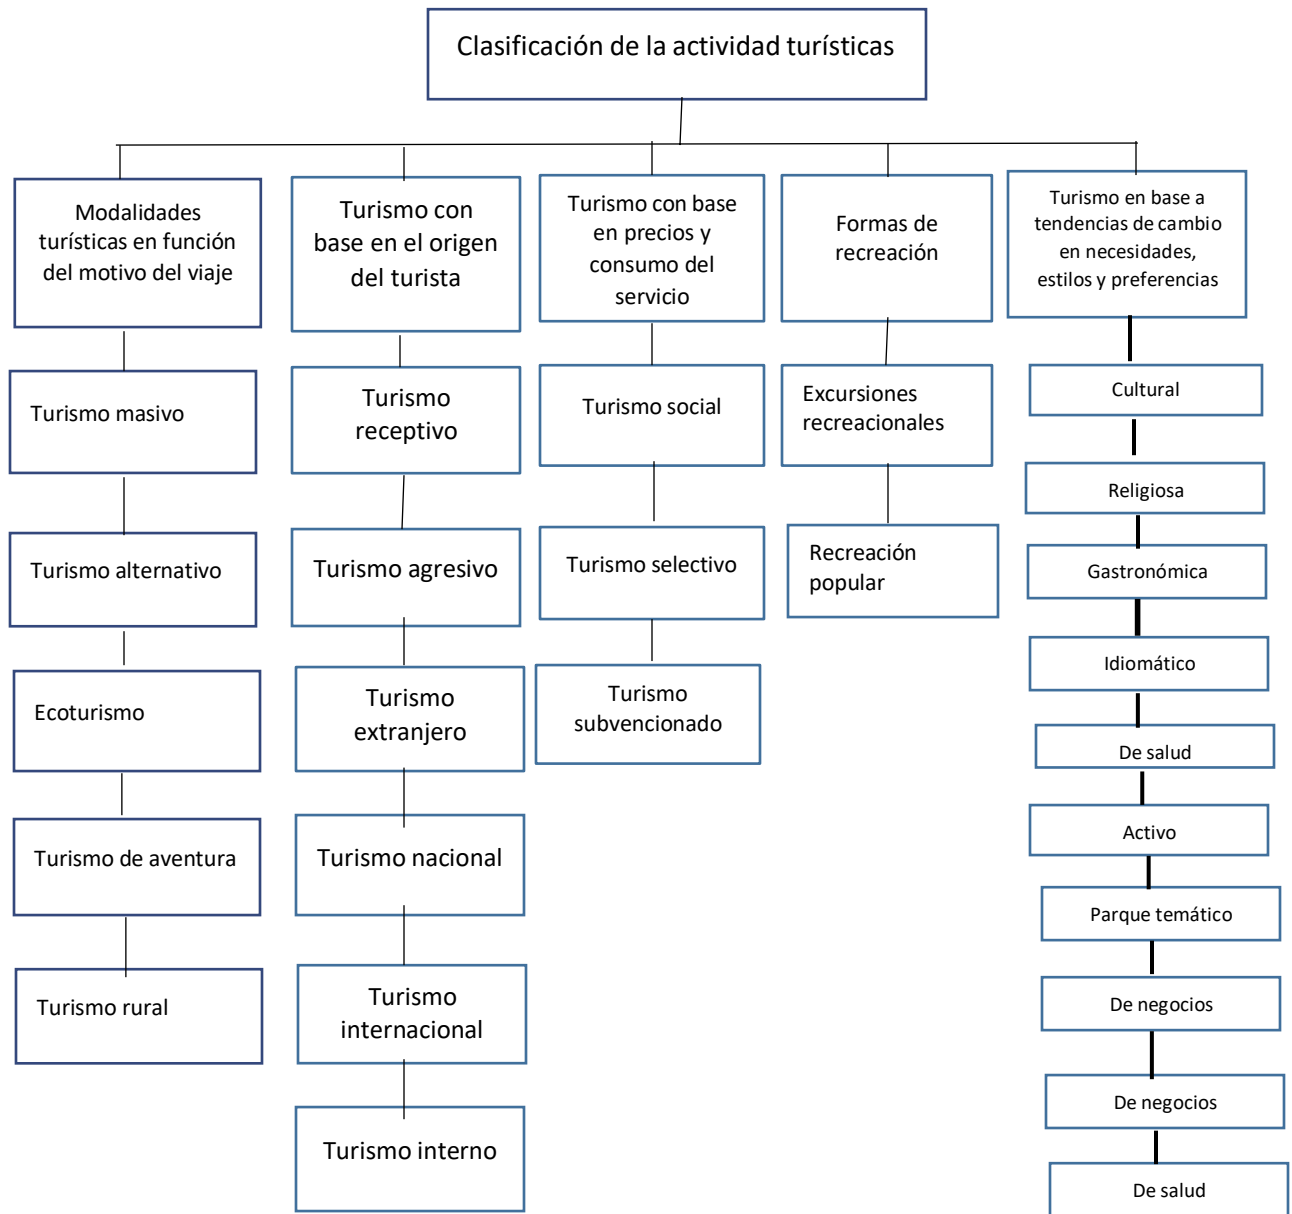 Clasificación de la actividad turísticas
Modalidades
turísticas en función
del motivo del viaje
Turismo masivo
Turismo alternativo
Ecoturismo
Turismo de aventura
Turismo rural
Turismo con
base en el origen
del turista
Turismo
receptivo
Turismo agresivo
Turismo
extranjero
Turismo nacional
Turismo
internacional
Turismo interno
Turismo con base
en precios y
consumo del
servicio
Turismo social
Turismo selectivo
Turismo
subvencionado
Formas de
recreación
Excursiones
recreacionales
Recreación
popular
Turismo en base a
tendencias de cambio
en necesidades,
estilos y preferencias
Cultural
Religiosa
Gastronómica
Idiomático
De salud
Activo
Parque temático
De negocios
De negocios
De salud